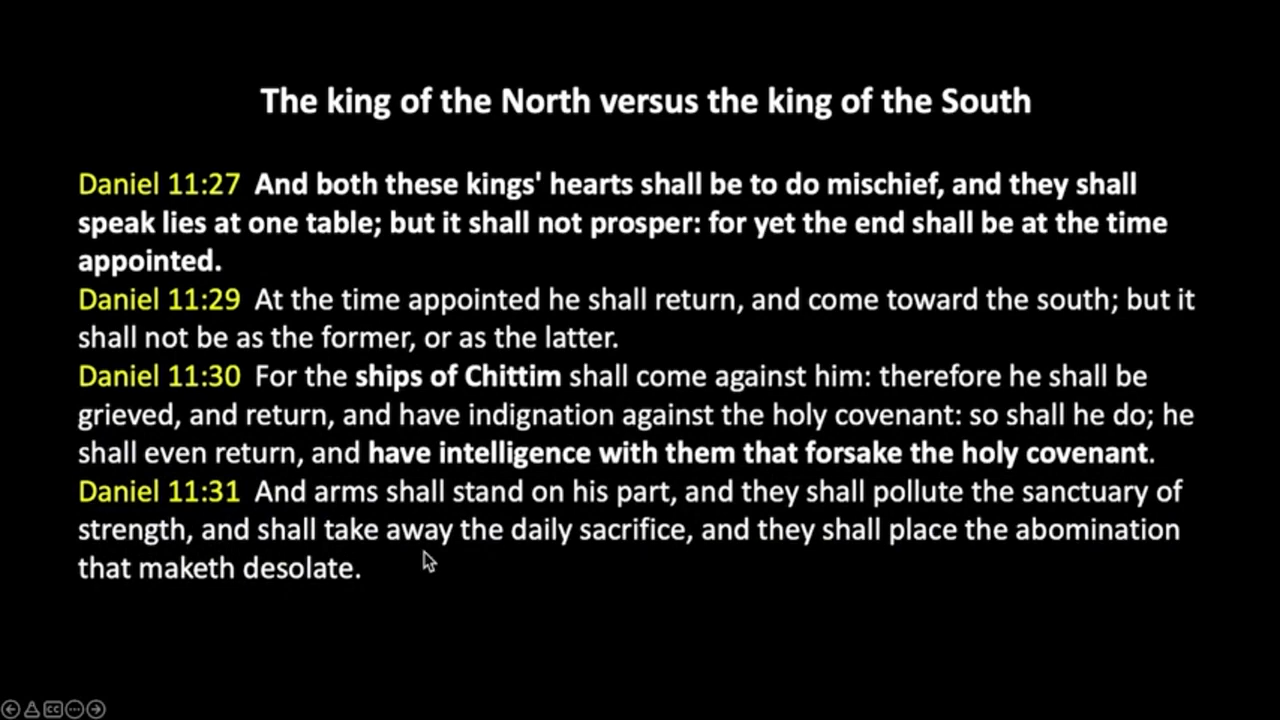 The king of the North versus the king of the South
Daniel 11:27 And both these kings' hearts shall be to do mischief, and they shall
speak lies at one table; but it shall not prosper: for yet the end shall be at the time
appointed.
Daniel 11:29 At the time appointed he shall return, and come toward the south; but it
shall not be as the former, or as the latter.
Daniel 11:30 For the ships of Chittim shall come against him: therefore he shall be
grieved, and return, and have indignation against the holy covenant: so shall he do; he
shall even return, and have intelligence with them that forsake the holy covenant.
Daniel 11:31 And arms shall stand on his part, and they shall pollute the sanctuary of
strength, and shall take away the daily sacrifice, and they shall place the abomination
that maketh desolate.
CC